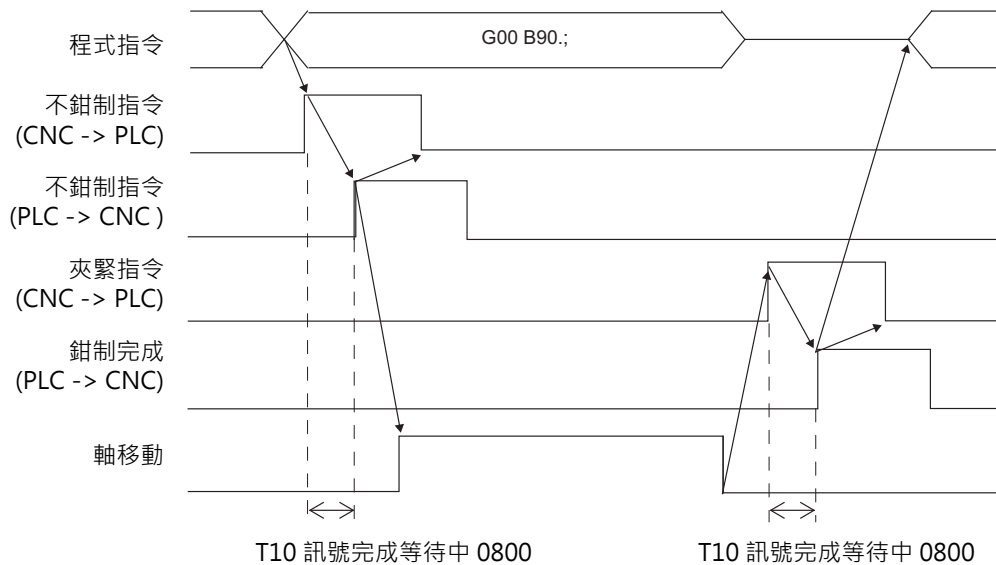 程式指令
G00 B90.;
不鉗制指令
(CNC -> PLC)
不鉗制指令
(PLC -> CNC )
夾緊指令
(CNC -> PLC)
鉗制完成
(PLC -> CNC)
軸移動
T10 訊號完成等待中 0800
T10 訊號完成等待中 0800